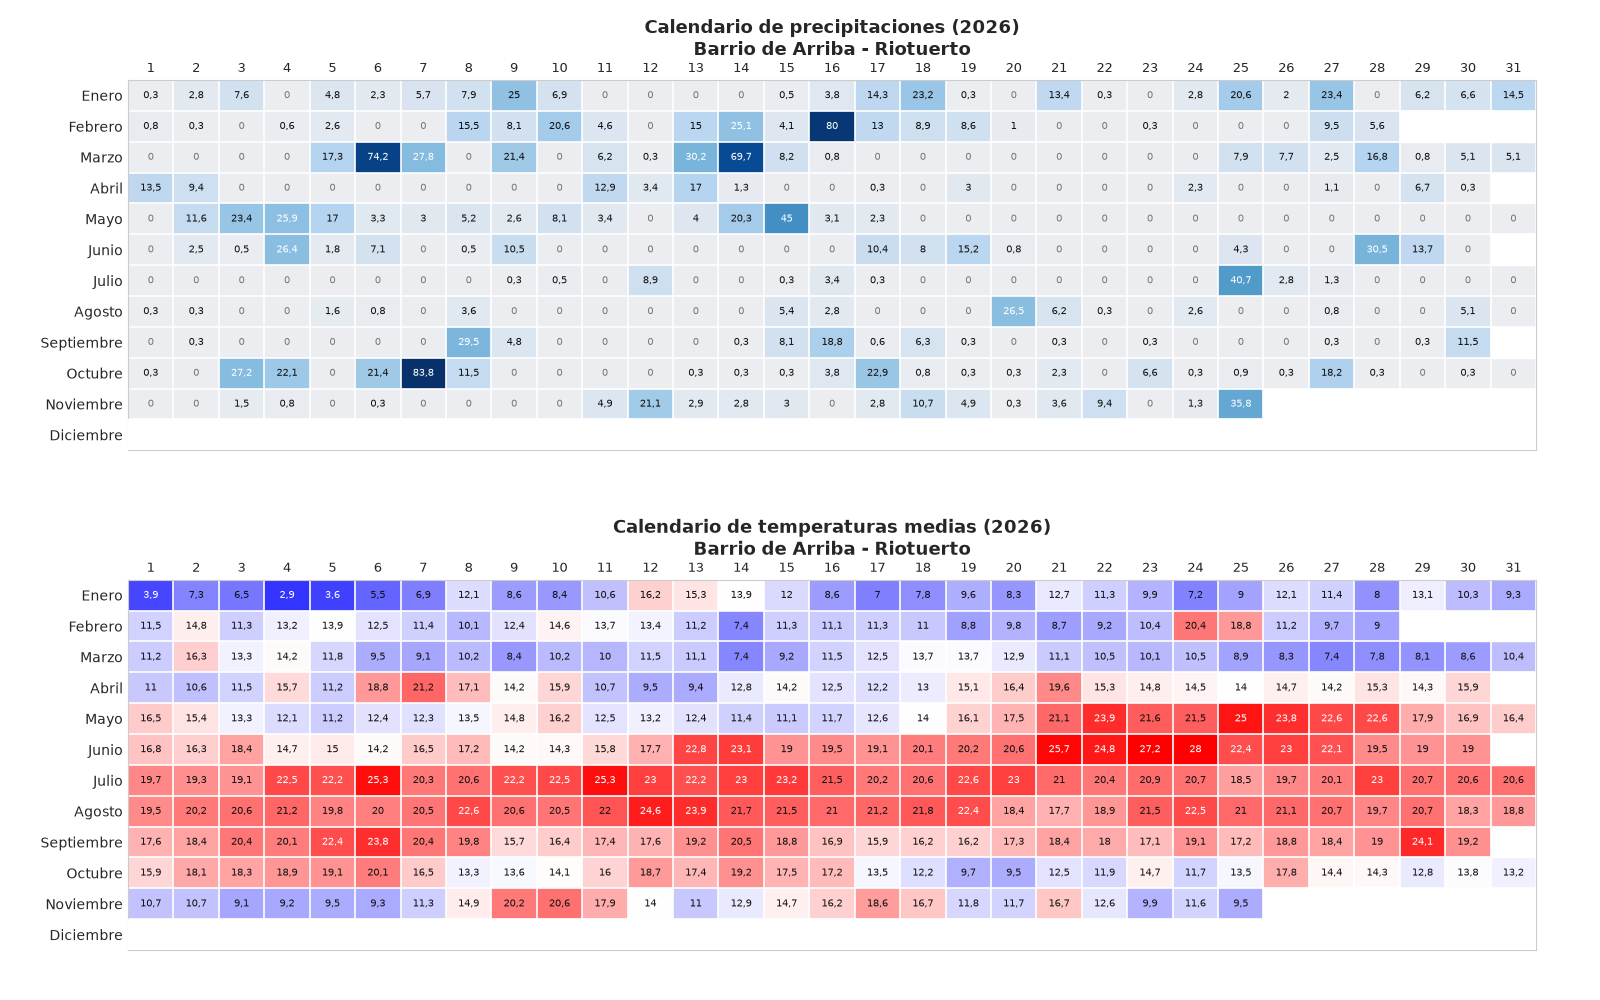 Calendario de precipitaciones (2026)
Barrio de Arriba - Riotuerto
1 2 3 4 5 6 7 8 9 10 11 12 13 14 15 16 17 18 19 20 21 22 23 24 25 26 27 28 29 30 31
Enero 0,3 2,8 7,6 0 4,8 2,3 5,7 7,9 25 6,9 0 0 0 0 0,5 3,8 14,3 23,2 0,3 0 13,4 0,3 0 2,8 20,6 2 23,4 0 6,2 6,6 14,5
Febrero 0,8 0,3 0 0,6 2,6 0 0 15,5 8,1 20,6 4,6 0 15 25,1 4,1 80 13 8,9 8,6 1 0 0 0,3 0 0 0 9,5 5,6
Marzo 0 0 0 0 17,3 74,2 27,8 0 21,4 0 6,2 0,3 30,2 69,7 8,2 0,8 0 0 0 0 0 0 0 0 7,9 7,7 2,5 16,8 0,8 5,1 5,1
Abril 13,5 9,4 0 0 0 0 0 0 0 0 12,9 3,4 17 1,3 0 0 0,3 0 3 0 0 0 0 2,3 0 0 1,1 0 6,7 0,3
Mayo 0 11,6 23,4 25,9 17 3,3 3 5,2 2,6 8,1 3,4 0 4 20,3 45 3,1 2,3 0 0 0 0 0 0 0 0 0 0 0 0 0 0
Junio 0 2,5 0,5 26,4 1,8 7,1 0 0,5 10,5 0 0 0 0 0 0 0 10,4 8 15,2 0,8 0 0 0 0 4,3 0 0 30,5 13,7 0
Julio 0 0 0 0 0 0 0 0 0,3 0,5 0 8,9 0 0 0,3 3,4 0,3 0 0 0 0 0 0 0 40,7 2,8 1,3 0 0 0 0
Agosto 0,3 0,3 0 0 1,6 0,8 0 3,6 0 0 0 0 0 0 5,4 2,8 0 0 0 26,5 6,2 0,3 0 2,6 0 0 0,8 0 0 5,1 0
Septiembre 0 0,3 0 0 0 0 0 29,5 4,8 0 0 0 0 0,3 8,1 18,8 0,6 6,3 0,3 0 0,3 0 0,3 0 0 0 0,3 0 0,3 11,5
Octubre 0,3 0 27,2 22,1 0 21,4 83,8 11,5 0 0 0 0 0,3 0,3 0,3 3,8 22,9 0,8 0,3 0,3 2,3 0 6,6 0,3 0,9 0,3 18,2 0,3 0 0,3 0
Noviembre 0 0 1,5 0,8 0 0,3 0 0 0 0 4,9 21,1 2,9 2,8 3 0 2,8 10,7 4,9 0,3 3,6 9,4 0 1,3 35,8
Diciembre
Calendario de temperaturas medias (2026)
Barrio de Arriba - Riotuerto
1 2 3 4 5 6 7 8 9 10 11 12 13 14 15 16 17 18 19 20 21 22 23 24 25 26 27 28 29 30 31
Enero 3,9 7,3 6,5 2,9 3,6 5,5 6,9 12,1 8,6 8,4 10,6 16,2 15,3 13,9 12 8,6 7 7,8 9,6 8,3 12,7 11,3 9,9 7,2 9 12,1 11,4 8 13,1 10,3 9,3
Febrero 11,5 14,8 11,3 13,2 13,9 12,5 11,4 10,1 12,4 14,6 13,7 13,4 11,2 7,4 11,3 11,1 11,3 11 8,8 9,8 8,7 9,2 10,4 20,4 18,8 11,2 9,7 9
Marzo 11,2 16,3 13,3 14,2 11,8 9,5 9,1 10,2 8,4 10,2 10 11,5 11,1 7,4 9,2 11,5 12,5 13,7 13,7 12,9 11,1 10,5 10,1 10,5 8,9 8,3 7,4 7,8 8,1 8,6 10,4
Abril 11 10,6 11,5 15,7 11,2 18,8 21,2 17,1 14,2 15,9 10,7 9,5 9,4 12,8 14,2 12,5 12,2 13 15,1 16,4 19,6 15,3 14,8 14,5 14 14,7 14,2 15,3 14,3 15,9
Mayo 16,5 15,4 13,3 12,1 11,2 12,4 12,3 13,5 14,8 16,2 12,5 13,2 12,4 11,4 11,1 11,7 12,6 14 16,1 17,5 21,1 23,9 21,6 21,5 25 23,8 22,6 22,6 17,9 16,9 16,4
Junio 16,8 16,3 18,4 14,7 15 14,2 16,5 17,2 14,2 14,3 15,8 17,7 22,8 23,1 19 19,5 19,1 20,1 20,2 20,6 25,7 24,8 27,2 28 22,4 23 22,1 19,5 19 19
Julio 19,7 19,3 19,1 22,5 22,2 25,3 20,3 20,6 22,2 22,5 25,3 23 22,2 23 23,2 21,5 20,2 20,6 22,6 23 21 20,4 20,9 20,7 18,5 19,7 20,1 23 20,7 20,6 20,6
Agosto 19,5 20,2 20,6 21,2 19,8 20 20,5 22,6 20,6 20,5 22 24,6 23,9 21,7 21,5 21 21,2 21,8 22,4 18,4 17,7 18,9 21,5 22,5 21 21,1 20,7 19,7 20,7 18,3 18,8
Septiembre 17,6 18,4 20,4 20,1 22,4 23,8 20,4 19,8 15,7 16,4 17,4 17,6 19,2 20,5 18,8 16,9 15,9 16,2 16,2 17,3 18,4 18 17,1 19,1 17,2 18,8 18,4 19 24,1 19,2
Octubre 15,9 18,1 18,3 18,9 19,1 20,1 16,5 13,3 13,6 14,1 16 18,7 17,4 19,2 17,5 17,2 13,5 12,2 9,7 9,5 12,5 11,9 14,7 11,7 13,5 17,8 14,4 14,3 12,8 13,8 13,2
Noviembre 10,7 10,7 9,1 9,2 9,5 9,3 11,3 14,9 20,2 20,6 17,9 14 11 12,9 14,7 16,2 18,6 16,7 11,8 11,7 16,7 12,6 9,9 11,6 9,5
Diciembre